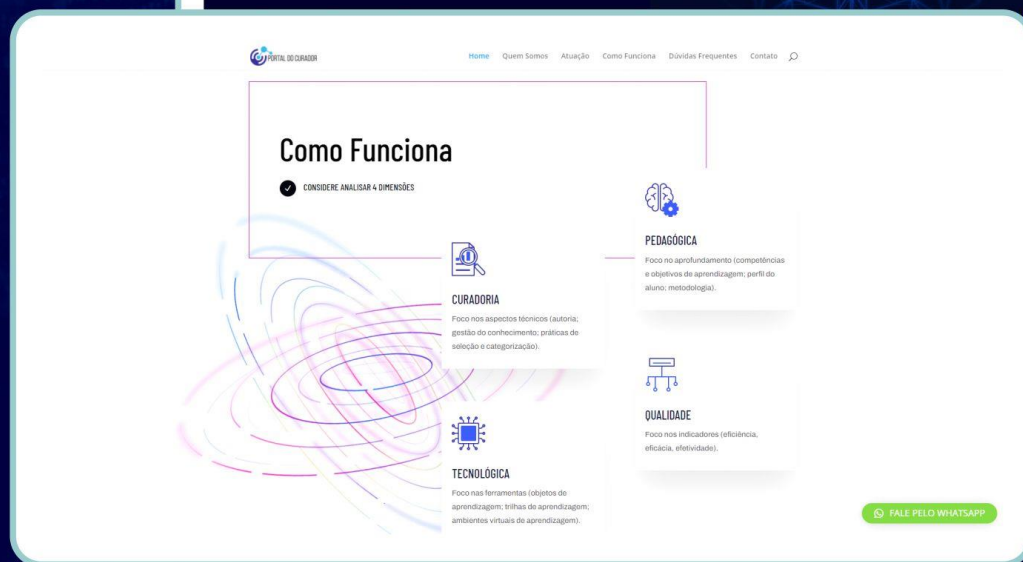 PORTAL DO CURADOR
Home Quem Somos Atuação Como Funciona Dúvidas Frequentes Contato
Como Funciona
CONSIDERE ANALISAR 4 DIMENSÕES
CURADORIA
Foco nos aspectos técnicos (autoria;
gestão do conhecimento; práticas de
seleção e categorização).
PEDAGÓGICA
Foco no aprofundamento (competências
e objetivos de aprendizagem; perfil do
aluno; metodologia).
TECNOLÓGICA
Foco nas ferramentas (objetos de
aprendizagem; trilhas de aprendizagem;
ambientes virtuais de aprendizagem).
QUALIDADE
Foco nos indicadores (eficiência,
eficácia, efetividade).
FALE PELO WHATSAPP